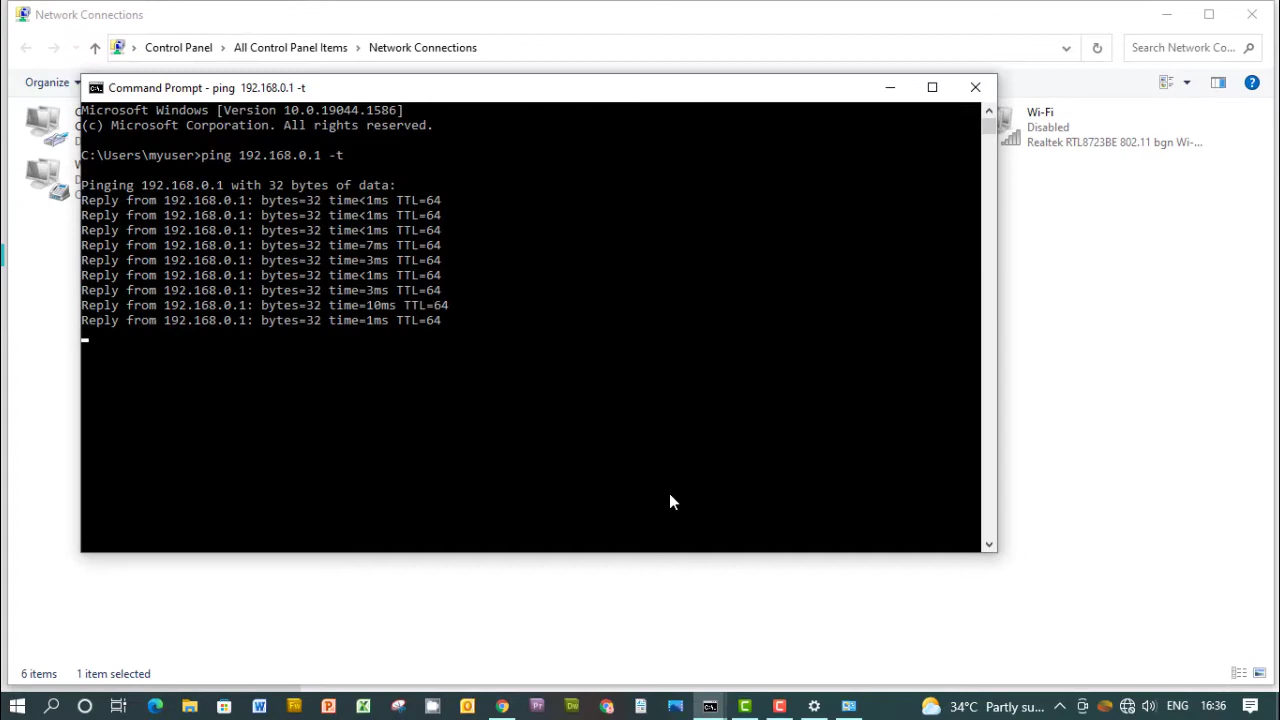 Network Connections
Control Panel
All Control Panel Items
Network Connections
Search Network Co...
Organize
Command Prompt - ping  192.168.0.1 -t
Microsoft Windows [Version 10.0.19044.1586]
(c) Microsoft Corporation. All rights reserved.
C:\Users\myuser>ping 192.168.0.1 -t
Pinging 192.168.0.1 with 32 bytes of data:
Reply from 192.168.0.1: bytes=32 time<1ms TTL=64
Reply from 192.168.0.1: bytes=32 time<1ms TTL=64
Reply from 192.168.0.1: bytes=32 time<1ms TTL=64
Reply from 192.168.0.1: bytes=32 time=7ms TTL=64
Reply from 192.168.0.1: bytes=32 time=3ms TTL=64
Reply from 192.168.0.1: bytes=32 time<1ms TTL=64
Reply from 192.168.0.1: bytes=32 time=3ms TTL=64
Reply from 192.168.0.1: bytes=32 time=10ms TTL=64
Reply from 192.168.0.1: bytes=32 time=1ms TTL=64
Wi-Fi
Disabled
Realtek RTL8723BE 802.11 bgn Wi-...
6 items
1 item selected
34°C Partly su...
ENG
16:36